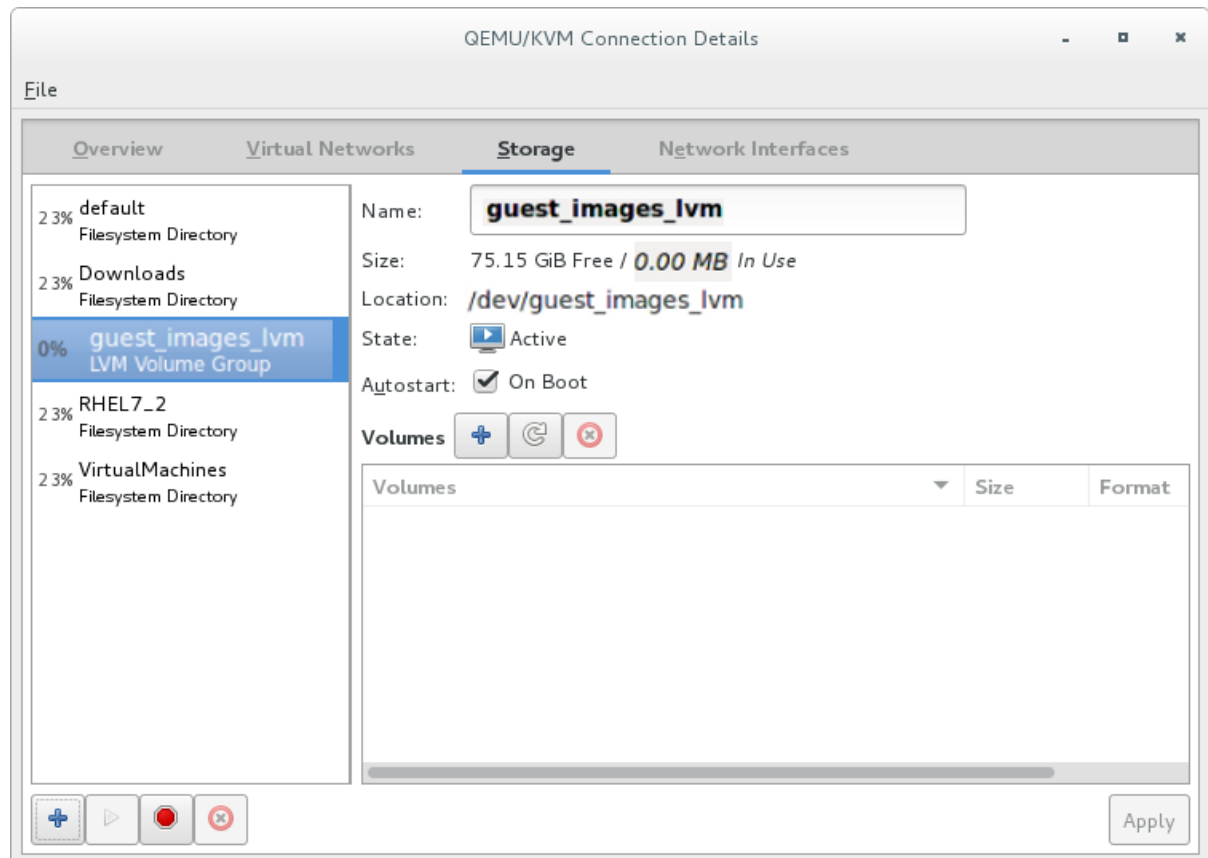 QEMU/KVM Connection Details
File
Overview Virtual Networks Storage Network Interfaces
23% default
Filesystem Directory
23% Downloads
Filesystem Directory
0% guest_images_lvm
LVM Volume Group
23% RHEL7_2
Filesystem Directory
23% VirtualMachines
Filesystem Directory
Name: guest_images_lvm
Size: 75.15 GiB Free / 0.00 MB In Use
Location: /dev/guest_images_lvm
State: Active
Autostart: On Boot
Volumes
Volumes Size Format
Apply